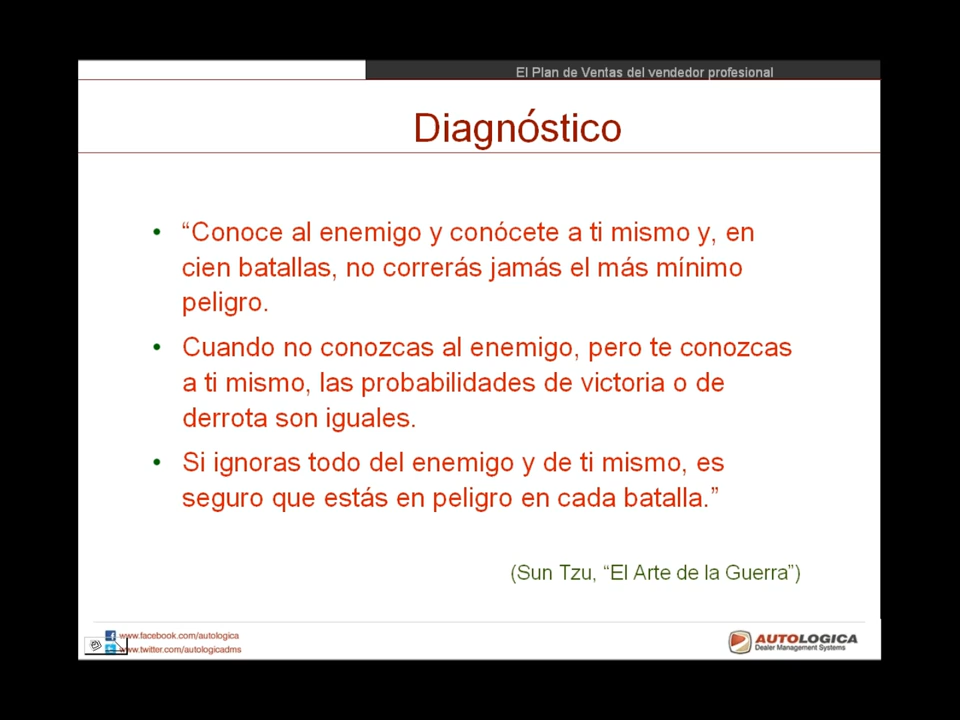 El Plan de Ventas del vendedor profesional
Diagnóstico
• “Conoce al enemigo y conócete a ti mismo y, en
cien batallas, no correrás jamás el más mínimo
peligro.
• Cuando no conozcas al enemigo, pero te conozcas
a ti mismo, las probabilidades de victoria o de
derrota son iguales.
• Si ignoras todo del enemigo y de ti mismo, es
seguro que estás en peligro en cada batalla.”
(Sun Tzu, “El Arte de la Guerra”)
www.facebook.com/autologica
www.twitter.com/autologicadms
AUTOLOGICA
Dealer Management Systems